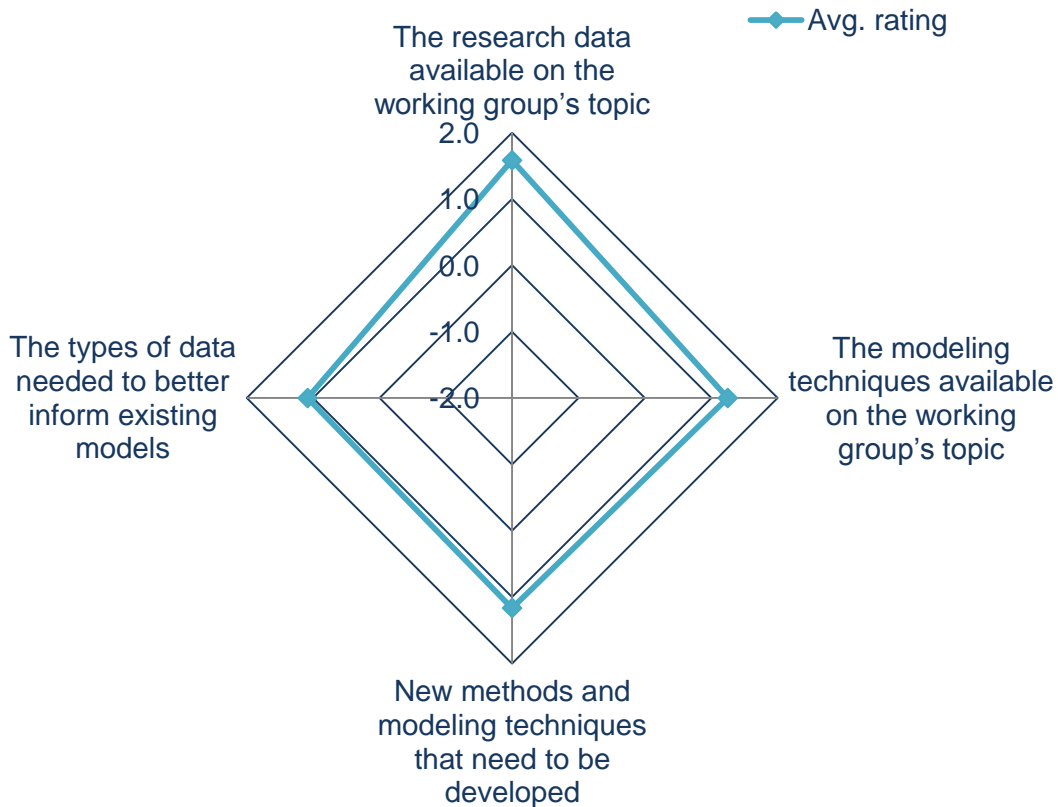 Avg. rating
The research data
available on the
working group’s topic
2.0
1.0
0.0
-1.0
-2.0
The types of data
needed to better
inform existing
models
The modeling
techniques available
on the working
group’s topic
New methods and
modeling techniques
that need to be
developed